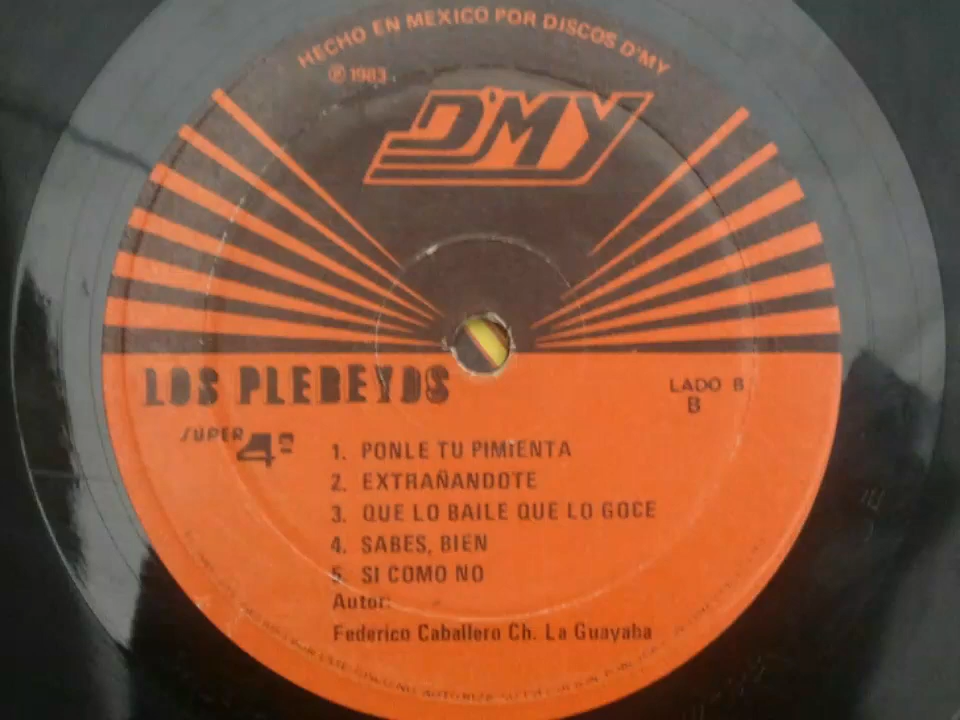 HECHO EN MEXICO POR DISCOS D'MY
℗ 1983
D'MY
LOS PLEBEYOS
LADO B
B
SUPER 4º
1. PONLE TU PIMIENTA
2. EXTRAÑANDOTE
3. QUE LO BAILE QUE LO GOCE
4. SABES, BIEN
5. SI COMO NO
Autor:
Federico Caballero Ch. La Guayaba